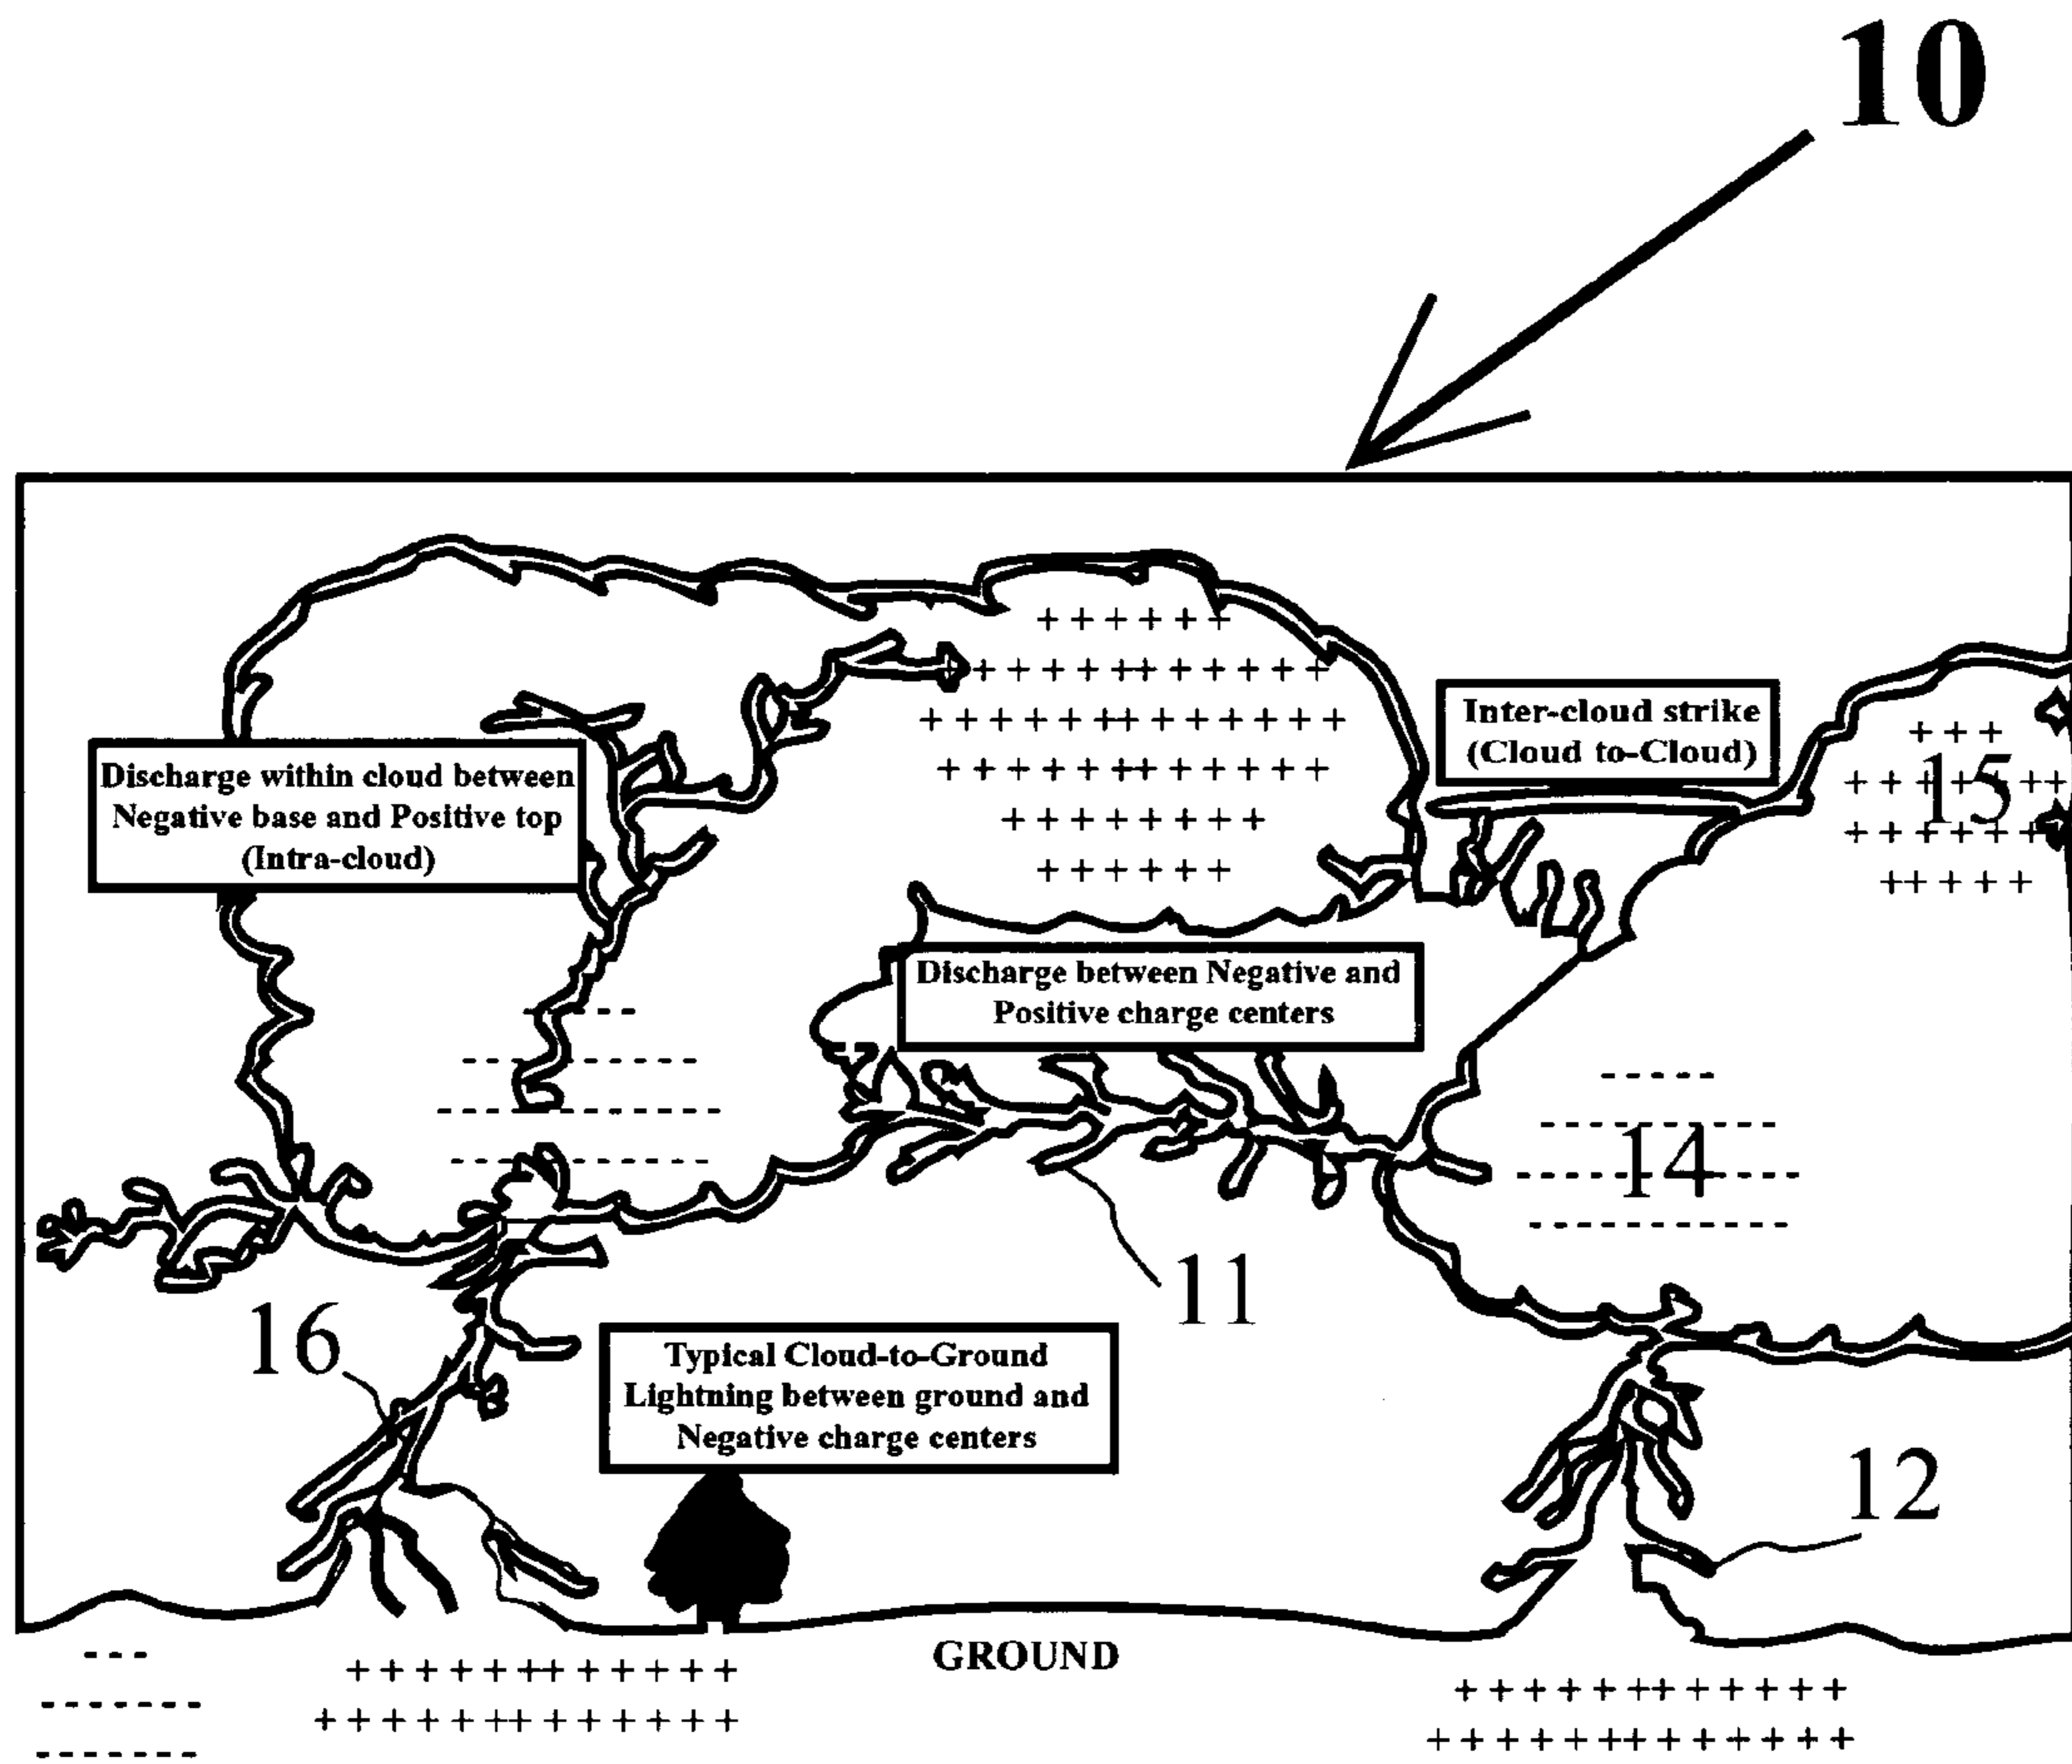 10
Inter-cloud strike
(Cloud to-Cloud)
15
Discharge within cloud between
Negative base and Positive top
(Intra-cloud)
Discharge between Negative and
Positive charge centers
14
11
16
Typical Cloud-to-Ground
Lightning between ground and
Negative charge centers
12
GROUND